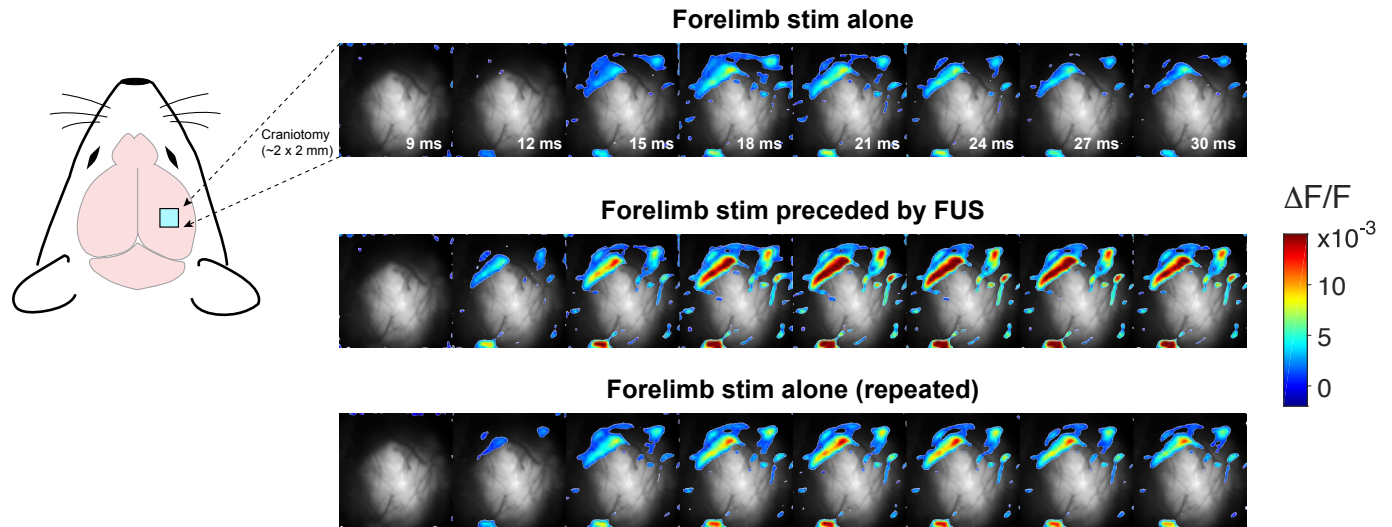 Forelimb stim alone
Craniotomy
(~2 x 2 mm)
9 ms 12 ms 15 ms 18 ms 21 ms 24 ms 27 ms 30 ms
Forelimb stim preceded by FUS
ΔF/F
x10⁻³
10
5
0
Forelimb stim alone (repeated)